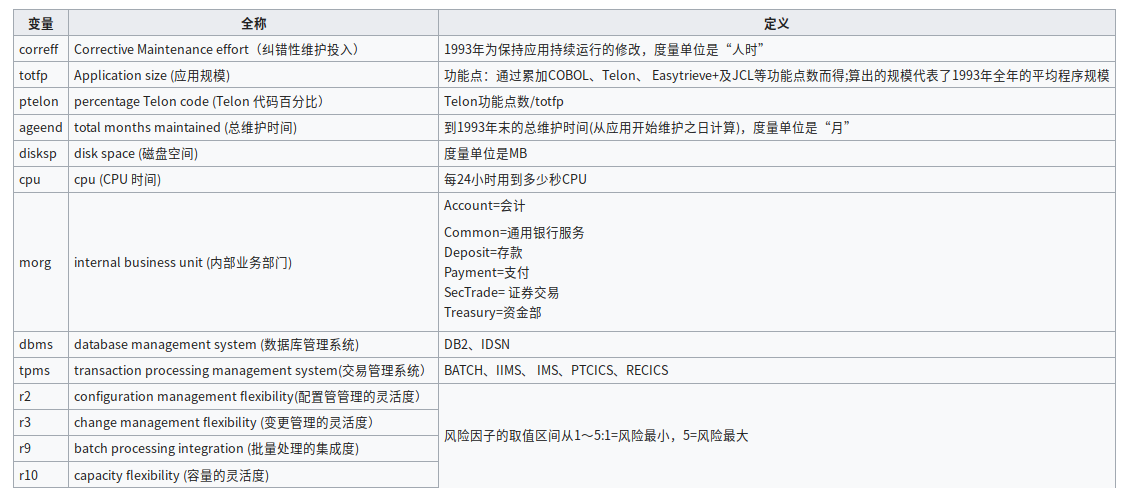 变量 全称 定义
correff Corrective Maintenance effort（纠错性维护投入） 1993年为保持应用持续运行的修改，度量单位是“人时”
totfp Application size (应用规模) 功能点：通过累加COBOL、Telon、 Easytrieve+及JCL等功能点数而得;算出的规模代表了1993年全年的平均程序规模
ptelon percentage Telon code (Telon 代码百分比） Telon功能点数/totfp
ageend total months maintained (总维护时间) 到1993年末的总维护时间(从应用开始维护之日计算)，度量单位是“月”
disksp disk space (磁盘空间) 度量单位是MB
cpu cpu (CPU 时间) 每24小时用到多少秒CPU
morg internal business unit (内部业务部门) Account=会计
Common=通用银行服务
Deposit=存款
Payment=支付
SecTrade= 证券交易
Treasury=资金部
dbms database management system (数据库管理系统) DB2、IDSN
tpms transaction processing management system(交易管理系统） BATCH、IIMS、 IMS、PTCICS、RECICS
r2 configuration management flexibility(配置管管理的灵活度）
r3 change management flexibility (变更管理的灵活度）
风险因子的取值区间从1～5:1=风险最小，5=风险最大
r9 batch processing integration (批量处理的集成度)
r10 capacity flexibility (容量的灵活度)